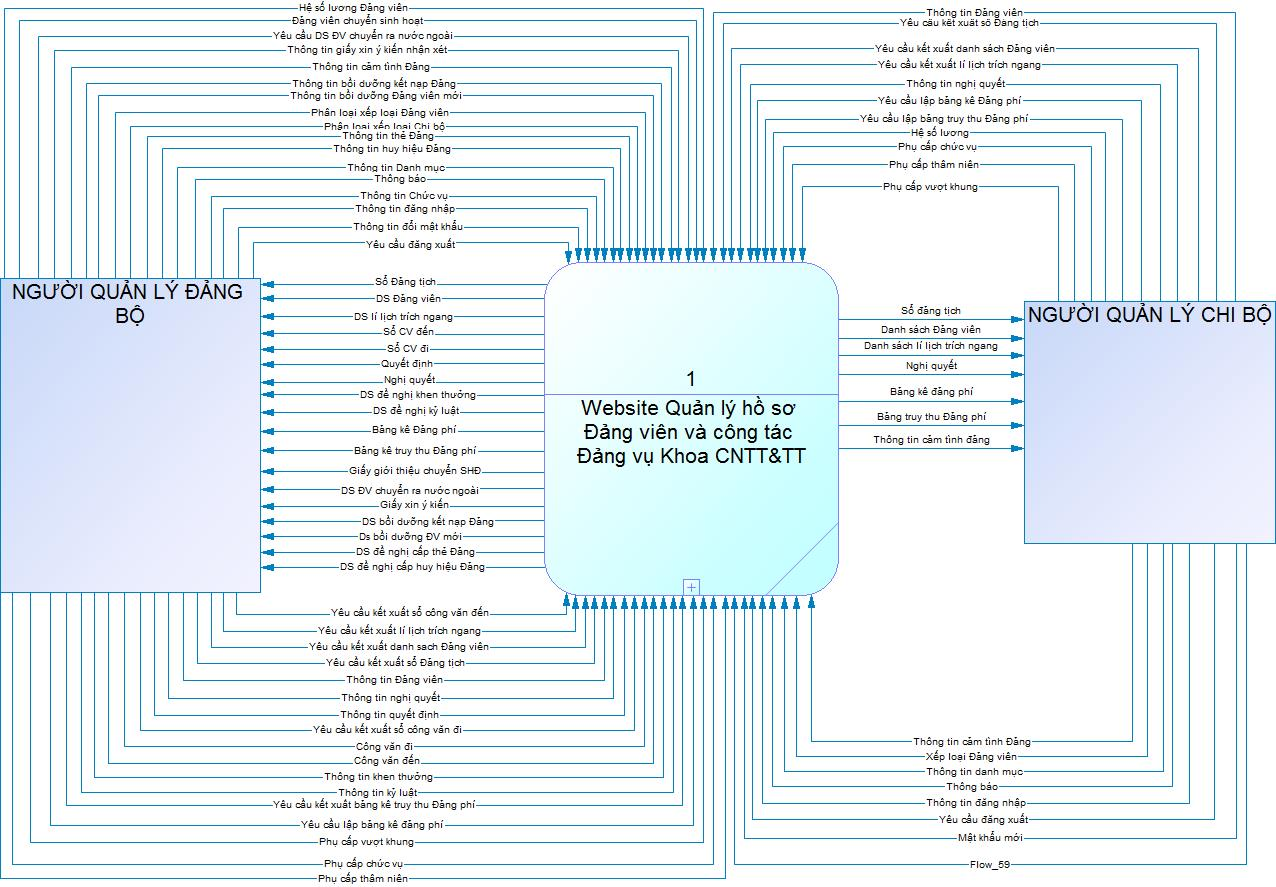 Hệ số lương Đảng viên
Đảng viên chuyển sinh hoạt
Yêu cầu DS ĐV chuyển ra nước ngoài
Thông tin giấy xin ý kiến nhận xét
Thông tin cảm tình Đảng
Thông tin bồi dưỡng kết nạp Đảng
Thông tin bồi dưỡng Đảng viên mới
Phân loại xếp loại Đảng viên
Phân loại xếp loại Chi bộ
Thông tin thẻ Đảng
Thông tin huy hiệu Đảng
Thông tin Danh mục
Thông báo
Thông tin Chức vụ
Thông tin đăng nhập
Thông tin đổi mật khẩu
Yêu cầu đăng xuất
Thông tin Đảng viên
Yêu cầu kết xuất sổ Đảng tịch
Yêu cầu kết xuất danh sách Đảng viên
Yêu cầu kết xuất lí lịch trích ngang
Thông tin nghị quyết
Yêu cầu lập bảng kê Đảng phí
Yêu cầu lập bảng truy thu Đảng phí
Hệ số lương
Phụ cấp chức vụ
Phụ cấp thâm niên
Phụ cấp vượt khung
NGƯỜI QUẢN LÝ ĐẢNG
BỘ
Sổ Đảng tịch
DS Đảng viên
DS lí lịch trích ngang
Sổ CV đến
Sổ CV đi
Quyết định
Nghị quyết
DS đề nghị khen thưởng
DS đề nghị kỷ luật
Bảng kê Đảng phí
Bảng kê truy thu Đảng phí
Giấy giới thiệu chuyển SHĐ
DS ĐV chuyển ra nước ngoài
Giấy xin ý kiến
DS bồi dưỡng kết nạp Đảng
Ds bồi dưỡng ĐV mới
DS đề nghị cấp thẻ Đảng
DS đề nghị cấp huy hiệu Đảng
1
Website Quản lý hồ sơ
Đảng viên và công tác
Đảng vụ Khoa CNTT&TT
Sổ đảng tịch
Danh sách Đảng viên
Danh sách lí lịch trích ngang
Nghị quyết
Bảng kê đảng phí
Bảng truy thu Đảng phí
Thông tin cảm tình đảng
NGƯỜI QUẢN LÝ CHI BỘ
Yêu cầu kết xuất sổ công văn đến
Yêu cầu kết xuất lí lịch trích ngang
Yêu cầu kết xuất danh sach Đảng viên
Yêu cầu kết xuất sổ Đảng tịch
Thông tin Đảng viên
Thông tin nghị quyết
Thông tin quyết định
Yêu cầu kết xuất sổ công văn đi
Công văn đi
Công văn đến
Thông tin khen thưởng
Thông tin kỷ luật
Yêu cầu kết xuất bảng kê truy thu Đảng phí
Yêu cầu lập bảng kê đảng phí
Phụ cấp vượt khung
Phụ cấp chức vụ
Phụ cấp thâm niên
Thông tin cảm tình Đảng
Xếp loại Đảng viên
Thông tin danh mục
Thông báo
Thông tin đăng nhập
Yêu cầu đăng xuất
Mật khẩu mới
Flow_59